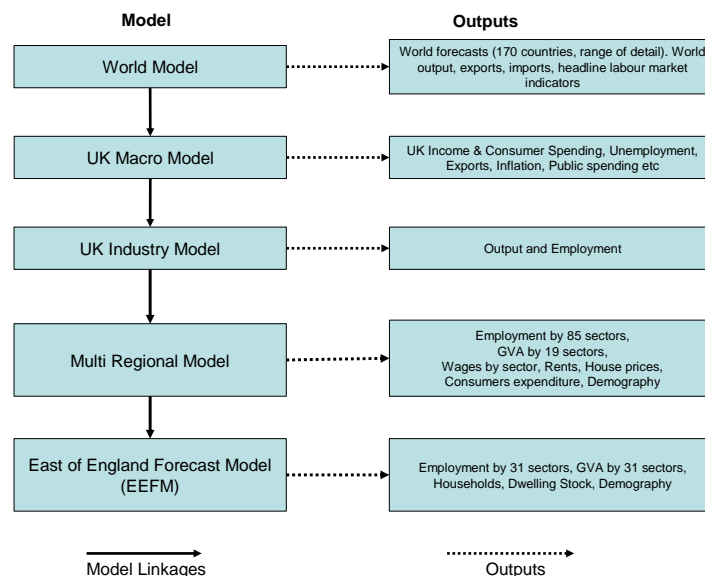 Model
Outputs
World Model
World forecasts (170 countries, range of detail). World
output, exports, imports, headline labour market
indicators
UK Macro Model
UK Income & Consumer Spending, Unemployment,
Exports, Inflation, Public spending etc
UK Industry Model
Output and Employment
Multi Regional Model
Employment by 85 sectors,
GVA by 19 sectors,
Wages by sector, Rents, House prices,
Consumers expenditure, Demography
East of England Forecast Model
(EEFM)
Employment by 31 sectors, GVA by 31 sectors,
Households, Dwelling Stock, Demography
Model Linkages
Outputs